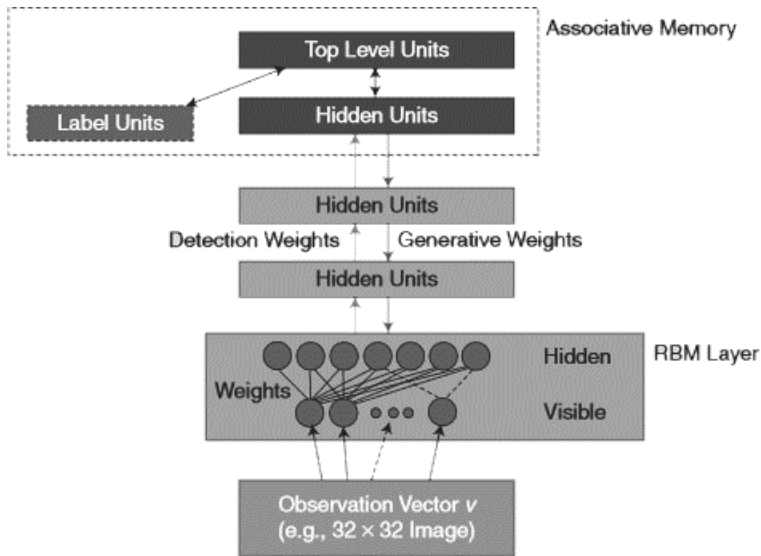 Associative Memory
Top Level Units
Label Units
Hidden Units
Hidden Units
Detection Weights
Generative Weights
Hidden Units
RBM Layer
Hidden
Weights
Visible
Observation Vector v
(e.g., 32 × 32 Image)